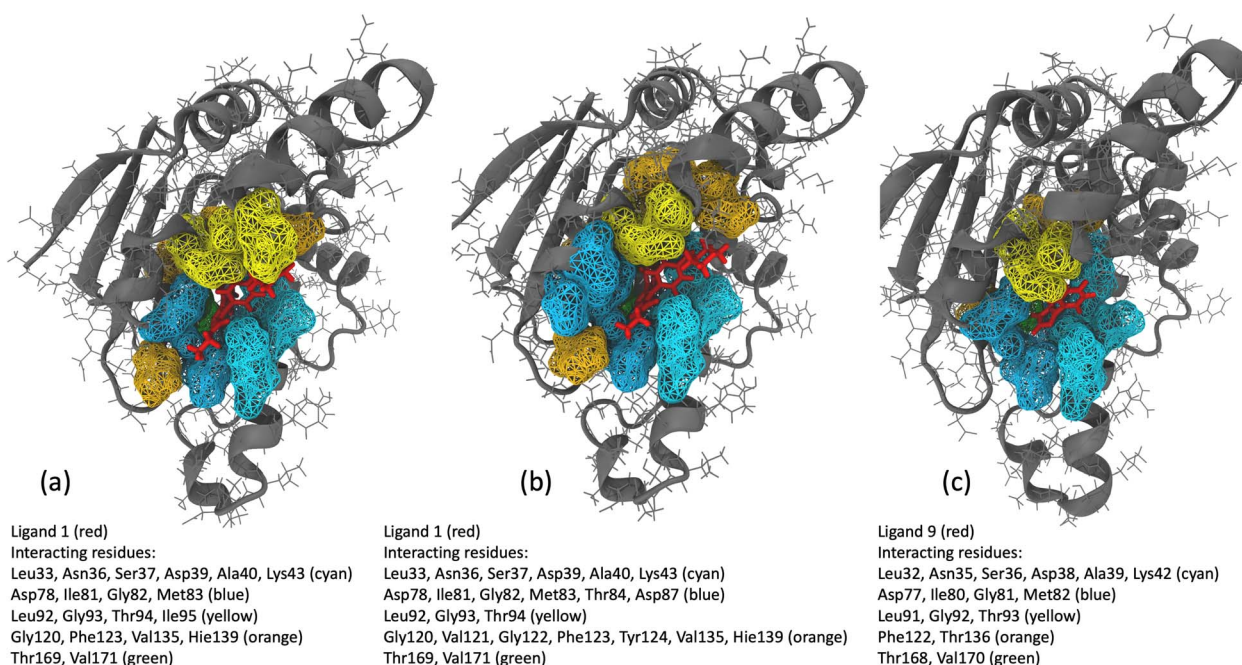 (a)
(b)
(c)
Ligand 1 (red)
Interacting residues:
Leu33, Asn36, Ser37, Asp39, Ala40, Lys43 (cyan)
Asp78, Ile81, Gly82, Met83 (blue)
Leu92, Gly93, Thr94, Ile95 (yellow)
Gly120, Phe123, Val135, Hie139 (orange)
Thr169, Val171 (green)
Ligand 1 (red)
Interacting residues:
Leu33, Asn36, Ser37, Asp39, Ala40, Lys43 (cyan)
Asp78, Ile81, Gly82, Met83, Thr84, Asp87 (blue)
Leu92, Gly93, Thr94 (yellow)
Gly120, Val121, Gly122, Phe123, Tyr124, Val135, Hie139 (orange)
Thr169, Val171 (green)
Ligand 9 (red)
Interacting residues:
Leu32, Asn35, Ser36, Asp38, Ala39, Lys42 (cyan)
Asp77, Ile80, Gly81, Met82 (blue)
Leu91, Gly92, Thr93 (yellow)
Phe122, Thr136 (orange)
Thr168, Val170 (green)